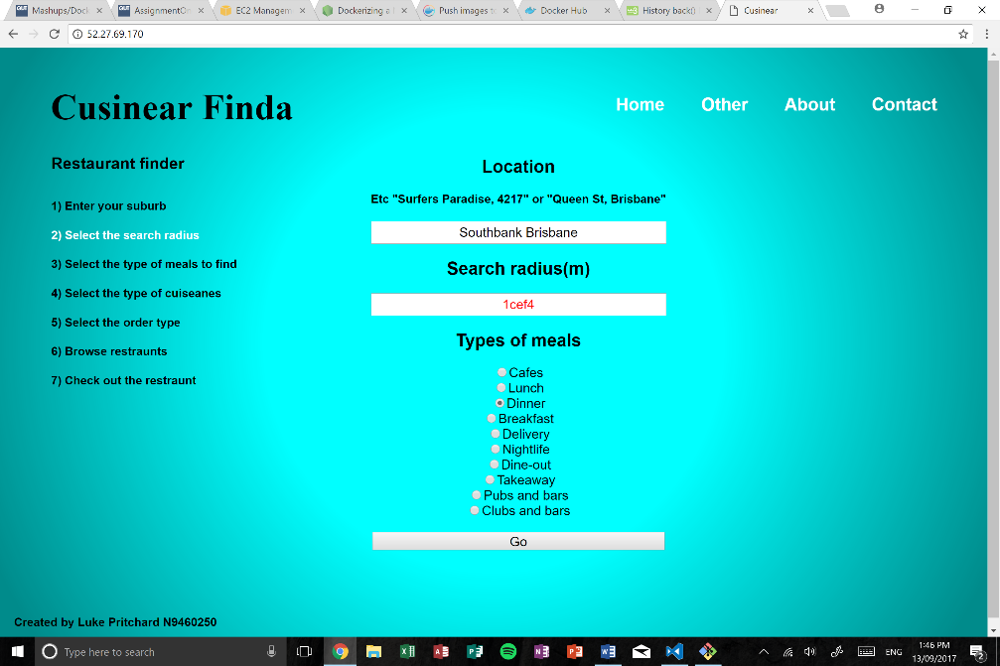 Mashups/Dock
AssignmentOn
EC2 Managem
Dockerizing a
Push images to
Docker Hub
History back()
Cusinear
52.27.69.170
Cusinear Finda
Home
Other
About
Contact
Restaurant finder
1) Enter your suburb
2) Select the search radius
3) Select the type of meals to find
4) Select the type of cuiseanes
5) Select the order type
6) Browse restraunts
7) Check out the restraunt
Location
Etc "Surfers Paradise, 4217" or "Queen St, Brisbane"
Southbank Brisbane
Search radius(m)
1cef4
Types of meals
Cafes
Lunch
Dinner
Breakfast
Delivery
Nightlife
Dine-out
Takeaway
Pubs and bars
Clubs and bars
Go
Created by Luke Pritchard N9460250
Type here to search
ENG
1:46 PM
13/09/2017
2